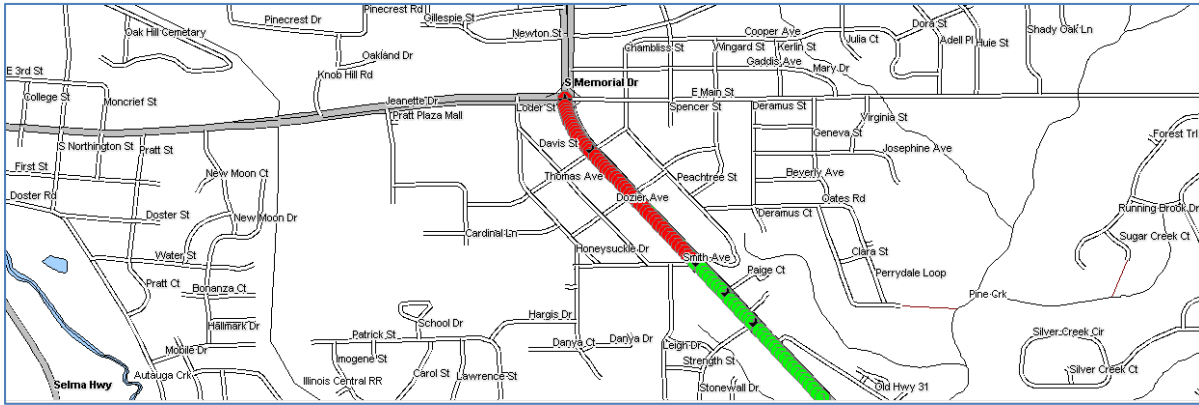 Pinecrest Rd
Pinecrest Dr
Gillespie St
Oak Hill Cemetary
Newton St
Cooper Ave
Dora St
Shady Oak Ln
Chambliss St
Wingard St
Kerlin St
Julia Ct
Adell Pl
Huie St
Oakland Dr
Gaddis Ave
Knob Hill Rd
Mary Dr
E 3rd St
S Memorial Dr
College St
Moncrief St
Jeanette Dr
E Main St
Loder St
Spencer St
Deramus St
Pratt Plaza Mall
Virginia St
Geneva St
Forest Trl
S Northington St
Pratt St
Davis St
Josephine Ave
First St
New Moon Ct
Thomas Ave
Peachtree St
Beverly Ave
Doster Rd
Dozier Ave
Oates Rd
Running Brook Dr
Doster St
New Moon Dr
Deramus Ct
Cardinal Ln
Sugar Creek Ct
Honeysuckle Dr
Clara St
Water St
Smith Ave
Paige Ct
Perrydale Loop
Pratt Ct
Bonanza Ct
Pine Crk
Hargis Dr
Hallmark Dr
School Dr
Patrick St
Silver Creek Cir
Mobile Dr
Danya Ct
Danya Dr
Leigh Dr
Imogene St
Strength St
Autauga Crk
Carol St
Lawrence St
Silver Creek Ct
Selma Hwy
Illinois Central RR
Stonewall Dr
Old Hwy 31